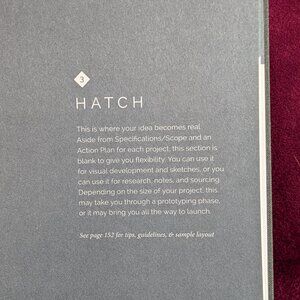 3
HATCH
This is where your idea becomes real
Aside from Specifications/Scope and an
Action Plan for each project, this section is
blank to give you flexibility. You can use it
for visual development and sketches, or you
can use it for research, notes, and sourcing.
Depending on the size of your project, this
may take you through a prototyping phase,
or it may bring you all the way to launch.
See page 152 for tips, guidelines, & sample layout